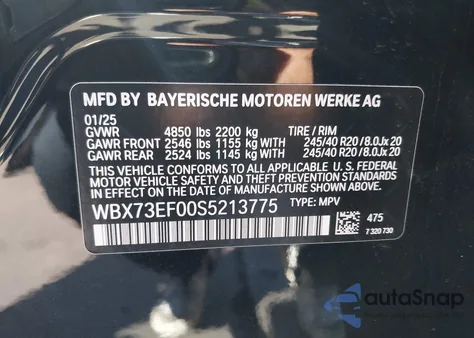 MFD BY BAYERISCHE MOTOREN WERKE AG
01/25
GVWR 4850 lbs 2200 kg TIRE / RIM
GAWR FRONT 2546 lbs 1155 kg WITH 245/40 R20 / 8.0Jx 20
GAWR REAR 2524 lbs 1145 kg WITH 245/40 R20 / 8.0Jx 20
THIS VEHICLE CONFORMS TO ALL APPLICABLE U.S. FEDERAL
MOTOR VEHICLE SAFETY AND THEFT PREVENTION STANDARDS
IN EFFECT ON THE DATE OF MANUFACTURE SHOWN ABOVE.
WBX73EF00S5213775 TYPE: MPV
475
7 320 730
autoSnap